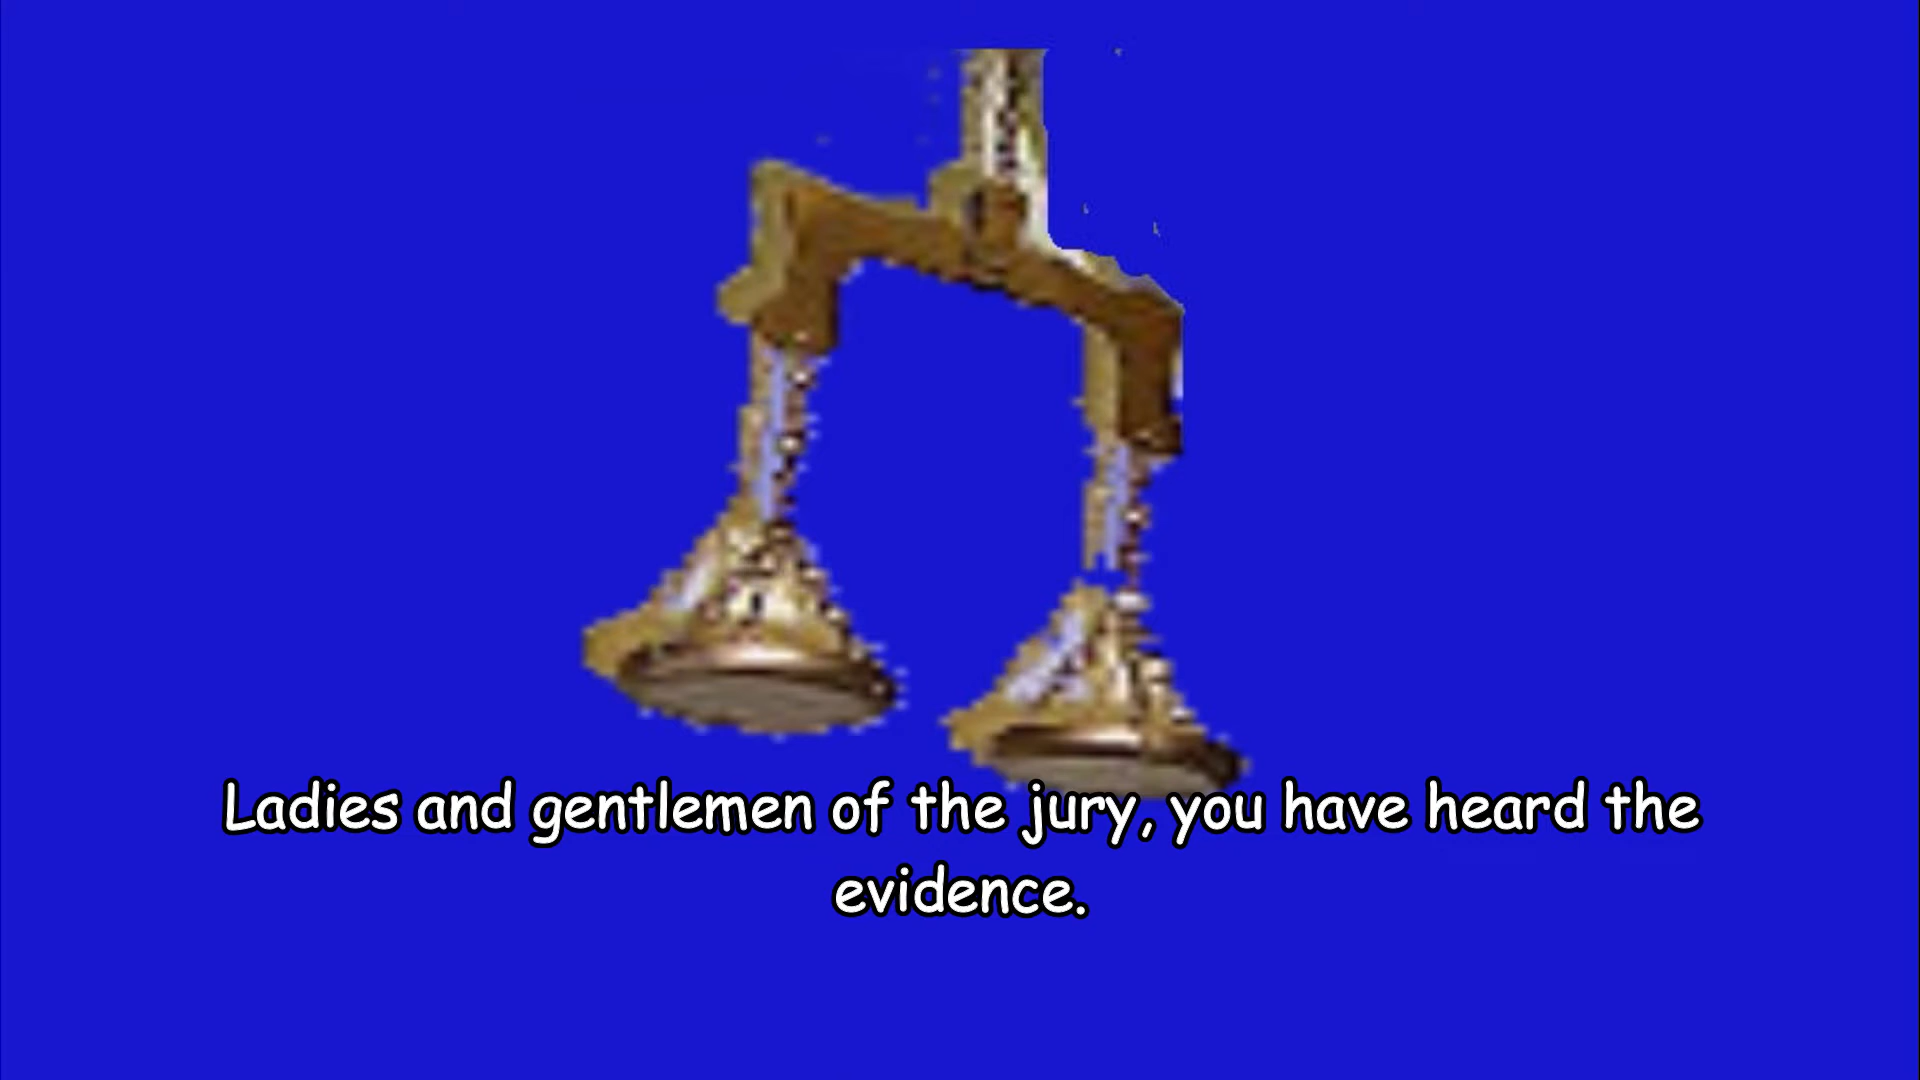 Ladies and gentlemen of the jury, you have heard the
evidence.